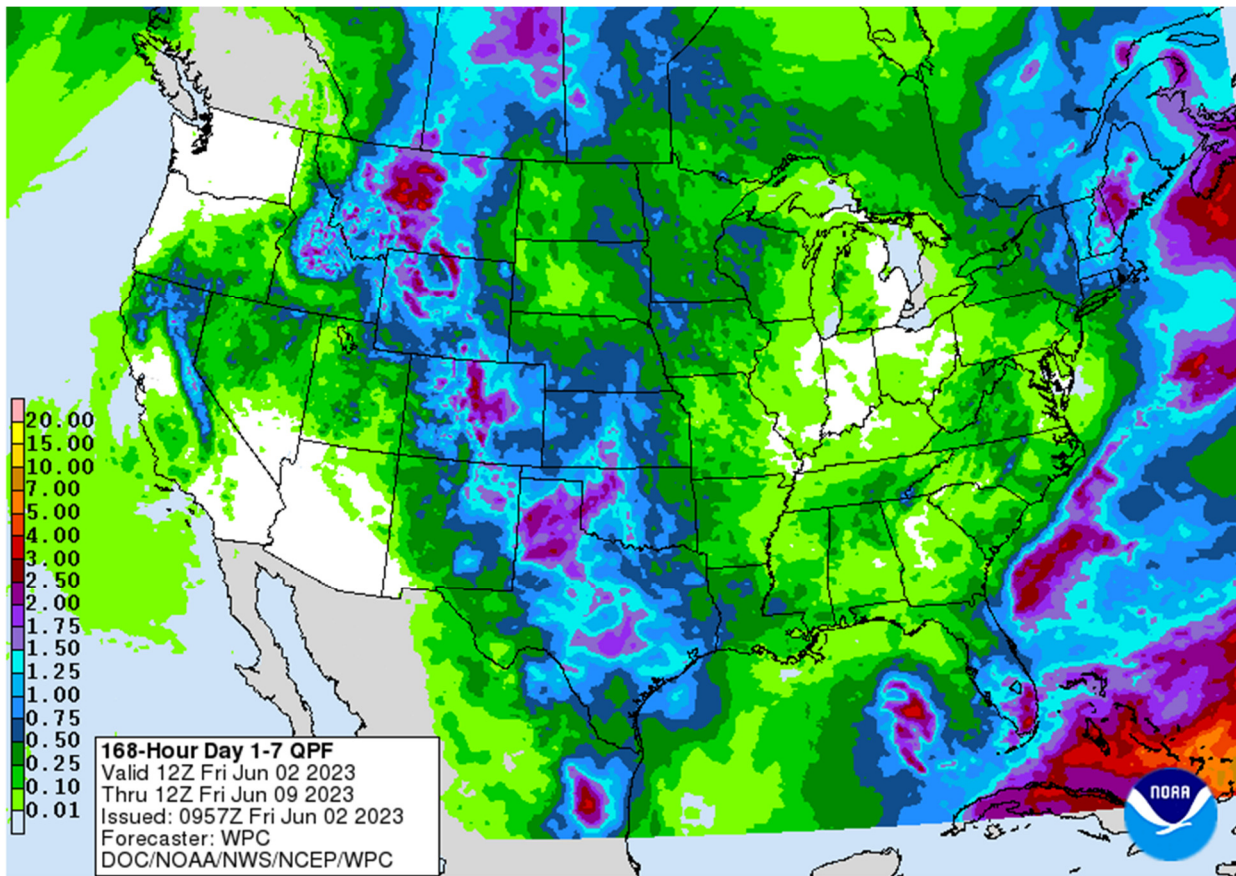 20.00
15.00
10.00
7.00
5.00
4.00
3.00
2.50
2.00
1.75
1.50
1.25
1.00
0.75
0.50
0.25
0.10
0.01
168-Hour Day 1-7 QPF
Valid 12Z Fri Jun 02 2023
Thru 12Z Fri Jun 09 2023
Issued: 0957Z Fri Jun 02 2023
Forecaster: WPC
DOC/NOAA/NWS/NCEP/WPC
NOAA